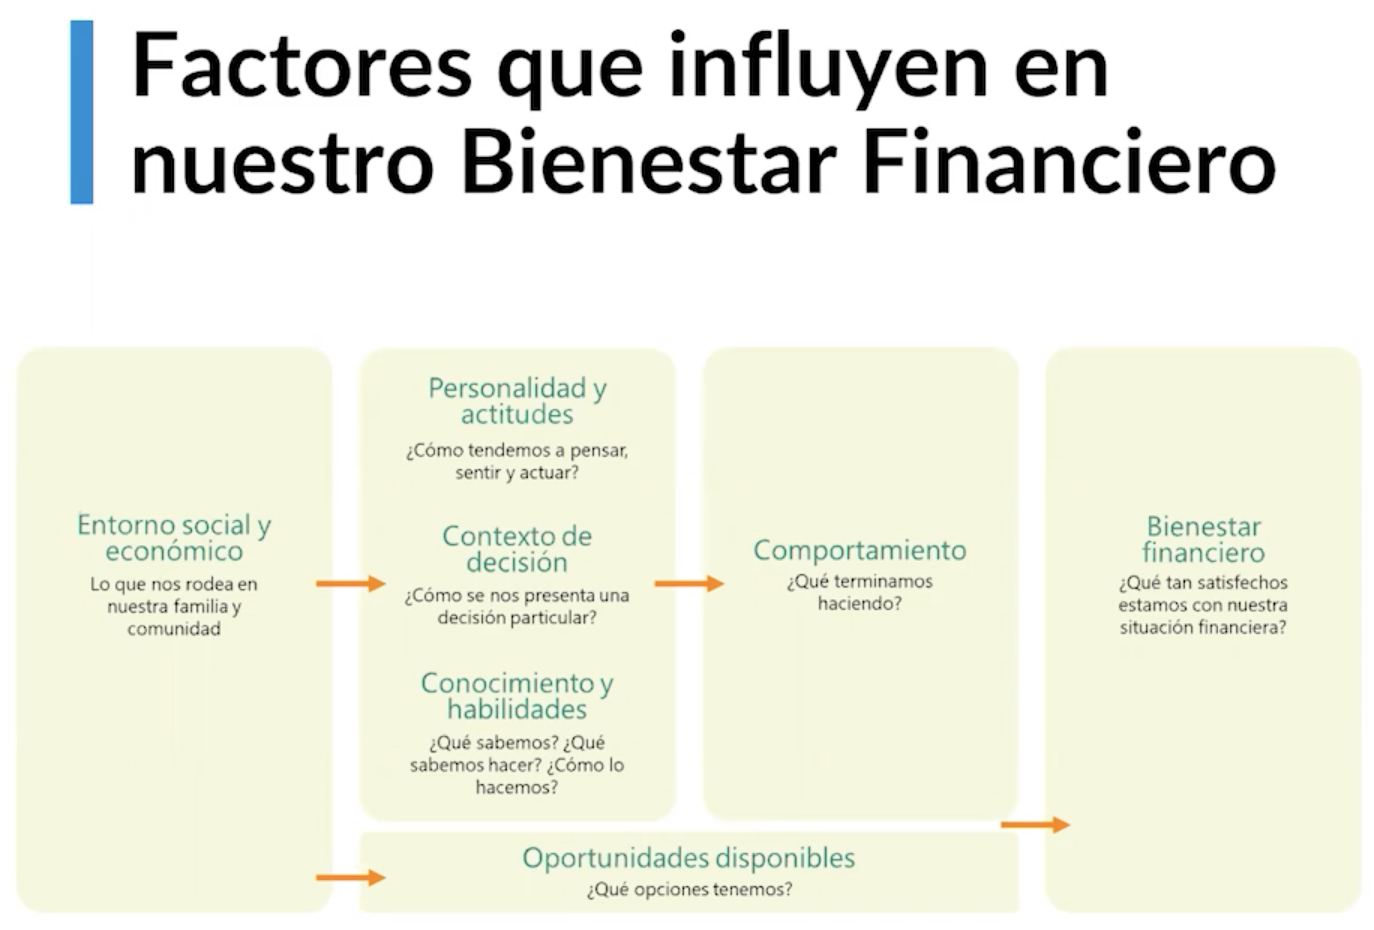 Factores que influyen en
nuestro Bienestar Financiero
Entorno social y
económico
Lo que nos rodea en
nuestra familia y
comunidad
Personalidad y
actitudes
¿Cómo tendemos a pensar,
sentir y actuar?
Contexto de
decisión
¿Cómo se nos presenta una
decisión particular?
Conocimiento y
habilidades
¿Qué sabemos? ¿Qué
sabemos hacer? ¿Cómo lo
hacemos?
Comportamiento
¿Qué terminamos
haciendo?
Oportunidades disponibles
¿Qué opciones tenemos?
Bienestar
financiero
¿Qué tan satisfechos
estamos con nuestra
situación financiera?